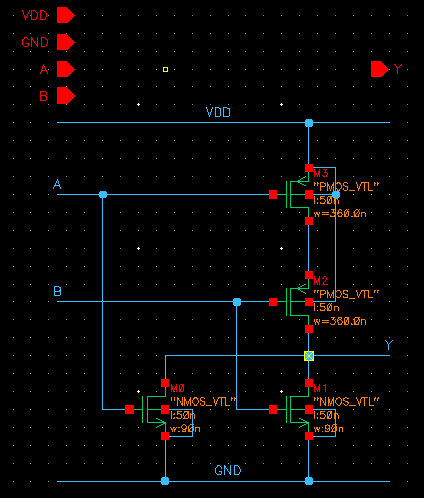 VDD
GND
A
Y
B
VDD
A
M3
"PMOS_VTL"
l:50n
w=360.0n
B
M2
"PMOS_VTL"
l:50n
w=360.0n
Y
M0
"NMOS_VTL"
l:50n
w:90n
M1
"NMOS_VTL"
l:50n
w:90n
GND